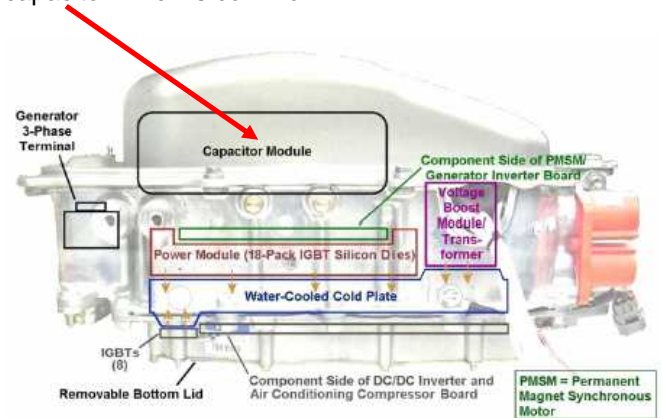 Generator
3-Phase
Terminal
Capacitor Module
Component Side of PMSM/
Generator Inverter Board
Voltage
Boost
Module/
Trans-
former
Power Module (18-Pack IGBT Silicon Dies)
Water-Cooled Cold Plate
IGBTs
(8)
Removable Bottom Lid
Component Side of DC/DC Inverter and
Air Conditioning Compressor Board
PMSM = Permanent
Magnet Synchronous
Motor